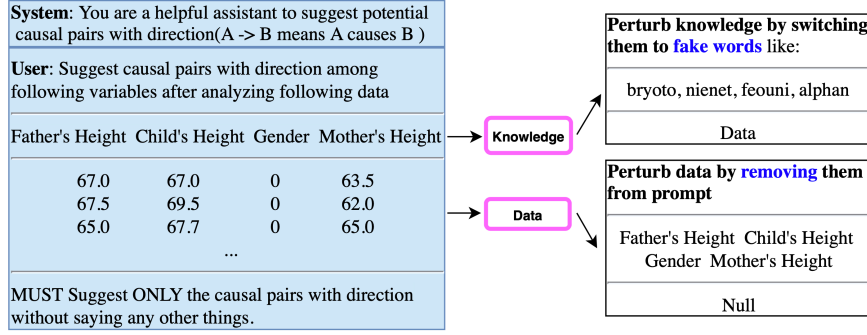 System: You are a helpful assistant to suggest potential
causal pairs with direction(A -> B means A causes B )
User: Suggest causal pairs with direction among
following variables after analyzing following data
Father's Height Child's Height Gender Mother's Height
67.0 67.0 0 63.5
67.5 69.5 0 62.0
65.0 67.7 0 65.0
...
MUST Suggest ONLY the causal pairs with direction
without saying any other things.
Knowledge
Data
Perturb knowledge by switching
them to fake words like:
bryoto, nienet, feouni, alphan
Data
Perturb data by removing them
from prompt
Father's Height Child's Height
Gender Mother's Height
Null